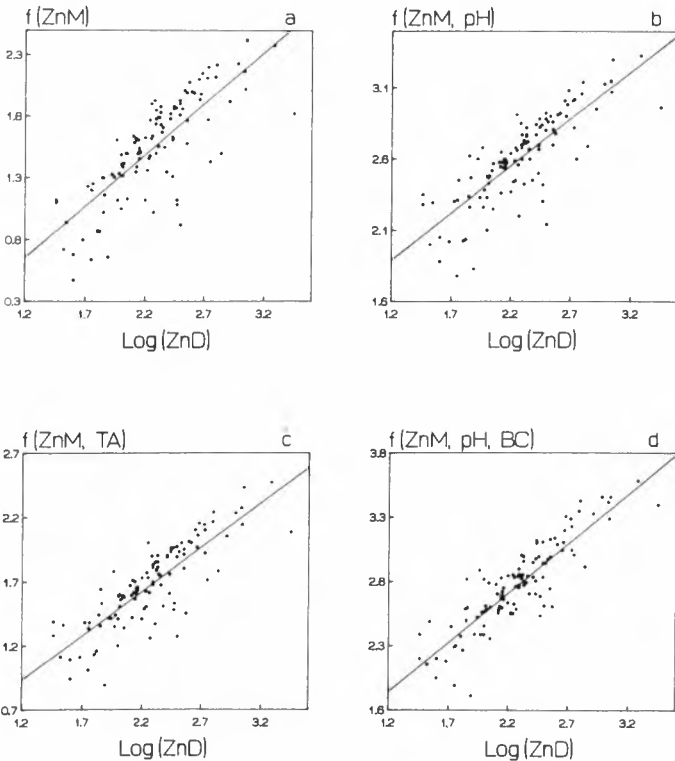 f (ZnM) a
2.3
1.8
1.3
0.8
0.3
1.2 1.7 2.2 2.7 3.2
Log (ZnD)
f (ZnM, pH) b
3.1
2.6
2.1
1.6
1.2 1.7 2.2 2.7 3.2
Log (ZnD)
f (ZnM, TA) c
2.7
2.2
1.7
1.2
0.7
1.2 1.7 2.2 2.7 3.2
Log (ZnD)
f (ZnM, pH, BC) d
3.8
3.3
2.8
2.3
1.8
1.2 1.7 2.2 2.7 3.2
Log (ZnD)